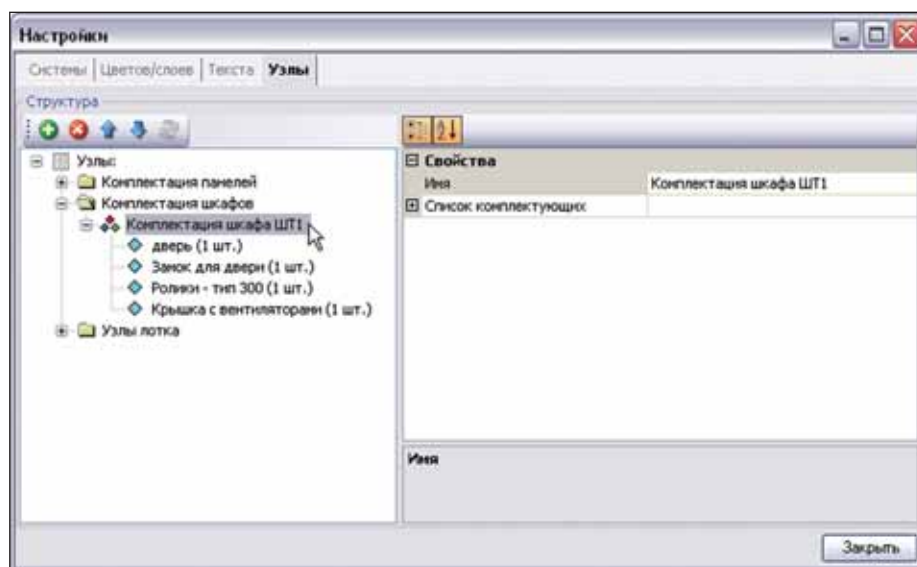 Настройки
Системы Цветов/слоев Текста Узлы
Структура
Узлы:
Комплектация панелей
Комплектация шкафов
Комплектация шкафа ШТ1
дверь (1 шт.)
Замок для двери (1 шт.)
Ролики - тип 300 (1 шт.)
Крышка с вентиляторами (1 шт.)
Узлы лотка
Свойства
Имя Комплектация шкафа ШТ1
Список комплектующих
Имя
Закрыть